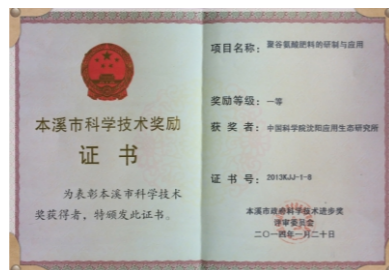 本溪市科学技术奖励
证书
为表彰本溪市科学技术
奖获得者，特颁发此证书。
项目名称：聚谷氨酸肥料的研制与应用
奖励等级：一等
获奖者：中国科学院沈阳应用生态研究所
证书号：2013KJJ-1-8
本溪市政府科学技术进步奖
评审委员会
二〇一四年一月二十日